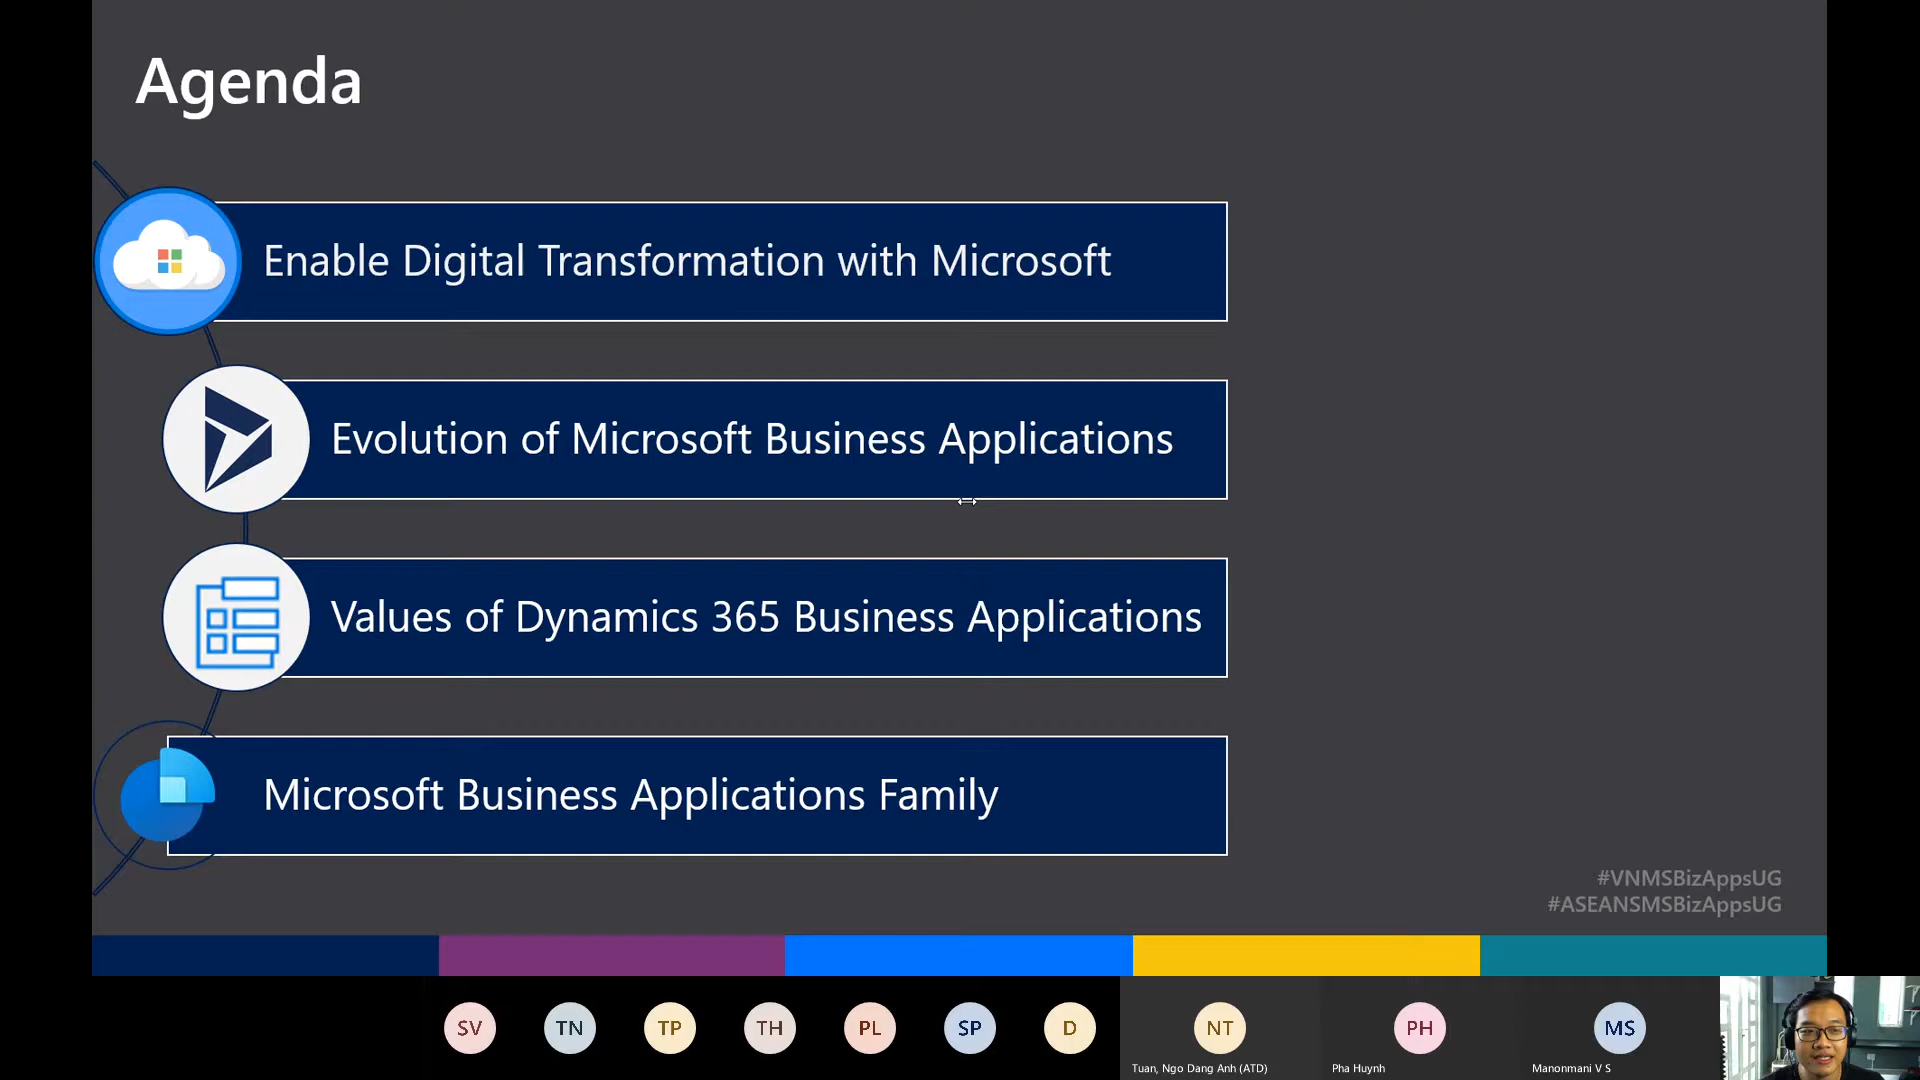 Agenda
Enable Digital Transformation with Microsoft
Evolution of Microsoft Business Applications
Values of Dynamics 365 Business Applications
Microsoft Business Applications Family
#VNMSBizAppsUG
#ASEANSMSBizAppsUG
SV
TN
TP
TH
PL
SP
D
NT
PH
MS
Tuan, Ngo Dang Anh (ATD)
Pha Huynh
Manonmani V S